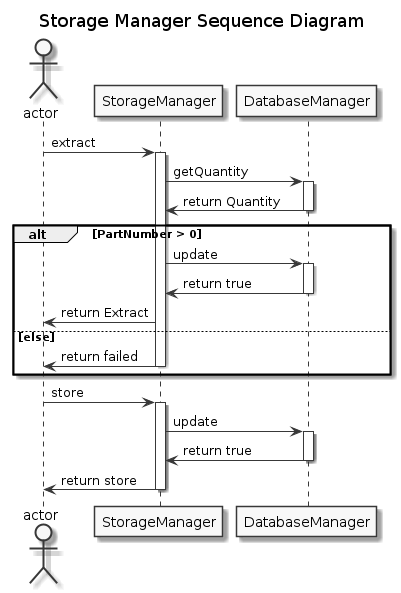 Storage Manager Sequence Diagram
actor
StorageManager
DatabaseManager
extract
getQuantity
return Quantity
alt
[PartNumber > 0]
update
return true
return Extract
[else]
return failed
store
update
return true
return store
actor
StorageManager
DatabaseManager